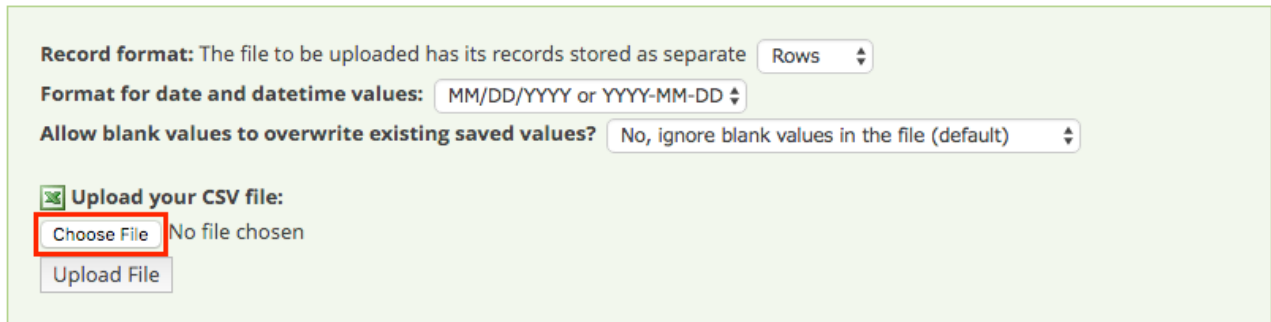 Record format: The file to be uploaded has its records stored as separate Rows
Format for date and datetime values: MM/DD/YYYY or YYYY-MM-DD
Allow blank values to overwrite existing saved values? No, ignore blank values in the file (default)
Upload your CSV file:
Choose File No file chosen
Upload File